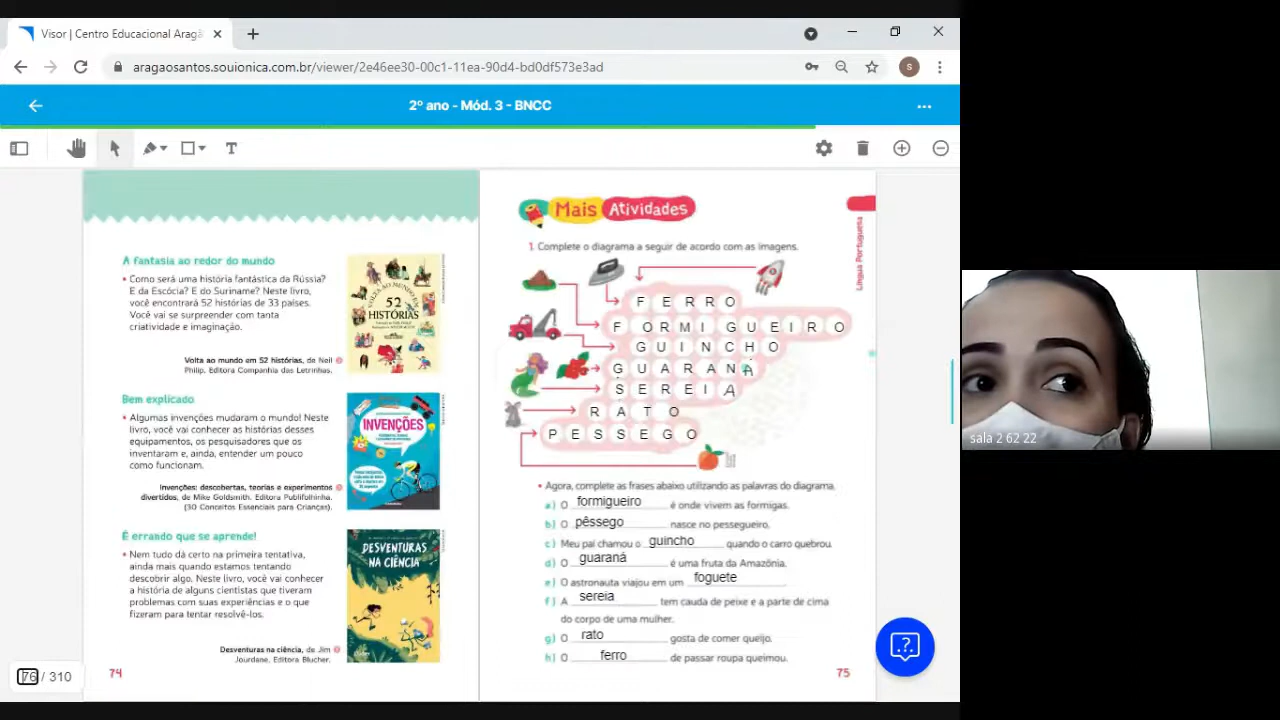 Visor | Centro Educacional Aragã
aragaosantos.souionica.com.br/viewer/2e46ee30-00c1-11ea-90d4-bd0df573e3ad
s
2º ano - Mód. 3 - BNCC
T
A fantasia ao redor do mundo
• Como será uma história fantástica da Rússia?
E da Escócia? E do Suriname? Neste livro,
você encontrará 52 histórias de 33 países.
Você vai se surpreender com tanta
criatividade e imaginação.
Volta ao mundo em 52 histórias, de Neil
Philip. Editora Companhia das Letrinhas.
VOLTA AO MUNDO EM
52
HISTÓRIAS
Bem explicado
• Algumas invenções mudaram o mundo! Neste
livro, você vai conhecer as histórias desses
equipamentos, os pesquisadores que os
inventaram e, ainda, entender um pouco
como funcionam.
Invenções: descobertas, teorias e experimentos
divertidos, de Mike Goldsmith. Editora Publifolhinha.
(30 Conceitos Essenciais para Crianças).
INVENÇÕES
É errando que se aprende!
• Nem tudo dá certo na primeira tentativa,
ainda mais quando estamos tentando
descobrir algo. Neste livro, você vai conhecer
a história de alguns cientistas que tiveram
problemas com suas experiências e o que
fizeram para tentar resolvê-los.
Desventuras na ciência, de Jim
Jourdane. Editora Blucher.
DESVENTURAS
NA CIÊNCIA
74
76 / 310
Mais Atividades
Língua Portuguesa
1. Complete o diagrama a seguir de acordo com as imagens.
F E R R O
F O R M I G U E I R O
G U I N C H O
G U A R A N Á
S E R E I A
R A T O
P E S S E G O
• Agora, complete as frases abaixo utilizando as palavras do diagrama.
a) O formigueiro é onde vivem as formigas.
b) O pêssego nasce no pessegueiro.
c) Meu pai chamou o guincho quando o carro quebrou.
d) O guaraná é uma fruta da Amazônia.
e) O astronauta viajou em um foguete.
f) A sereia tem cauda de peixe e a parte de cima
do corpo de uma mulher.
g) O rato gosta de comer queijo.
h) O ferro de passar roupa queimou.
75
sala 2 62 22